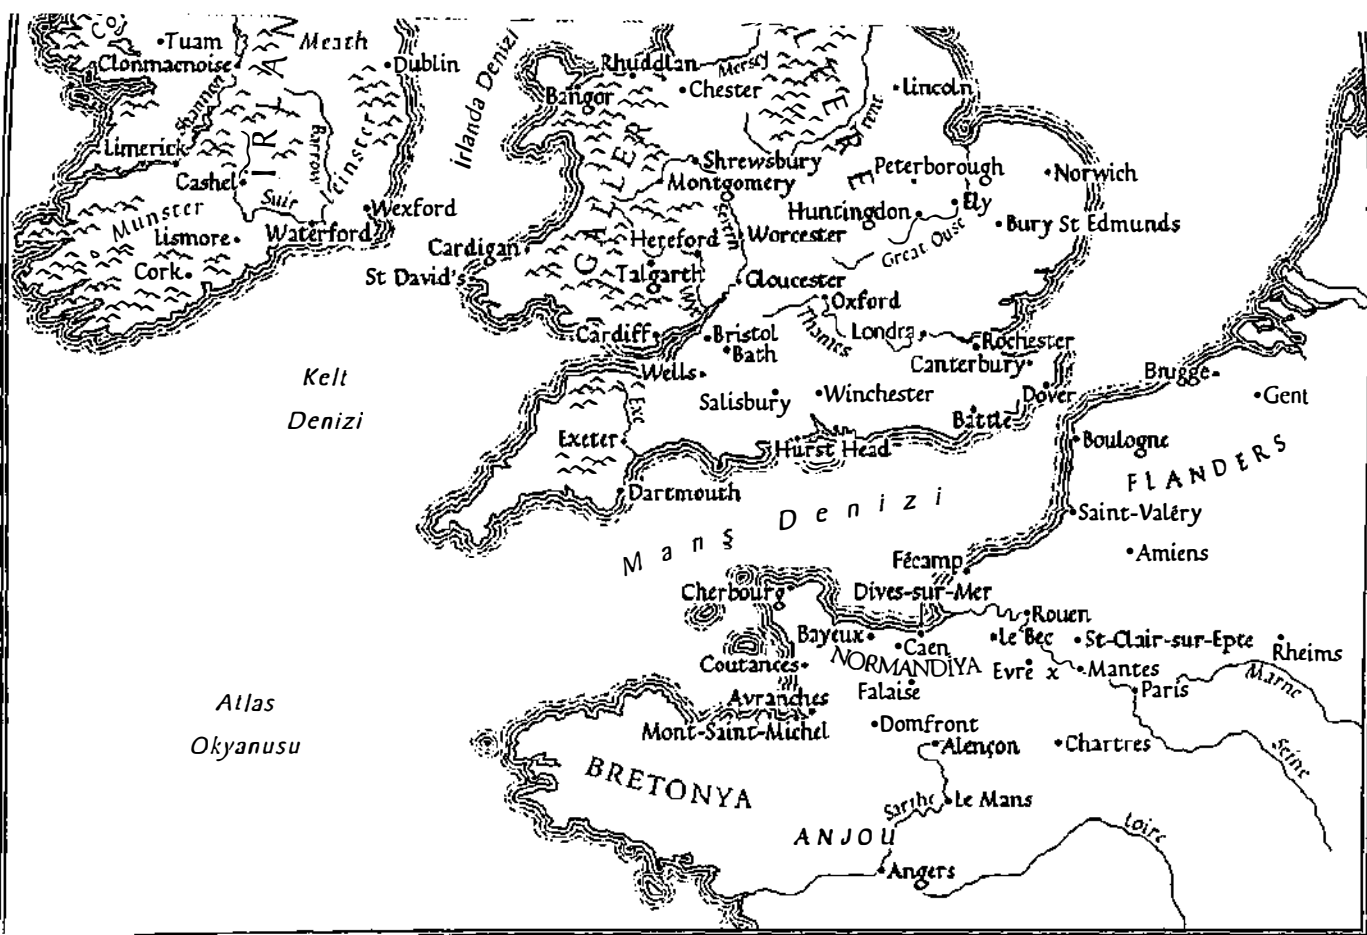 Tuam
Meath
Clonmacnoise
Dublin
Shannon
Barrow
Leinster
Limerick
Cashel
Suir
Munster
Wexford
Lismore
Waterford
Cork
İrlanda Denizi
Rhuddlan
Mersey
Bangor
Chester
Lincoln
Trent
Shrewsbury
Montgomery
Peterborough
Norwich
GALLER
Severn
Huntingdon
Ely
Hereford
Worcester
Great Ouse
Bury St Edmunds
Cardigan
St David's
Talgarth
Wye
Gloucester
Oxford
Thames
Londra
Rochester
Cardiff
Bristol
Bath
Canterbury
Wells
Exe
Salisbury
Winchester
Dover
Battle
Brugge
Gent
Kelt
Denizi
Exeter
Hurst Head
Boulogne
FLANDERS
Dartmouth
Manş Denizi
Saint-Valéry
Amiens
Fécamp
Cherbourg
Dives-sur-Mer
Rouen
Bayeux
Caen
Le Bec
St-Clair-sur-Epte
Rheims
Coutances
NORMANDİYA
Evre x
Mantes
Falaise
Paris
Marne
Avranches
Atlas
Okyanusu
Mont-Saint-Michel
Domfront
Alençon
Chartres
Seine
BRETONYA
Sarthe
Le Mans
ANJOU
Loire
Angers